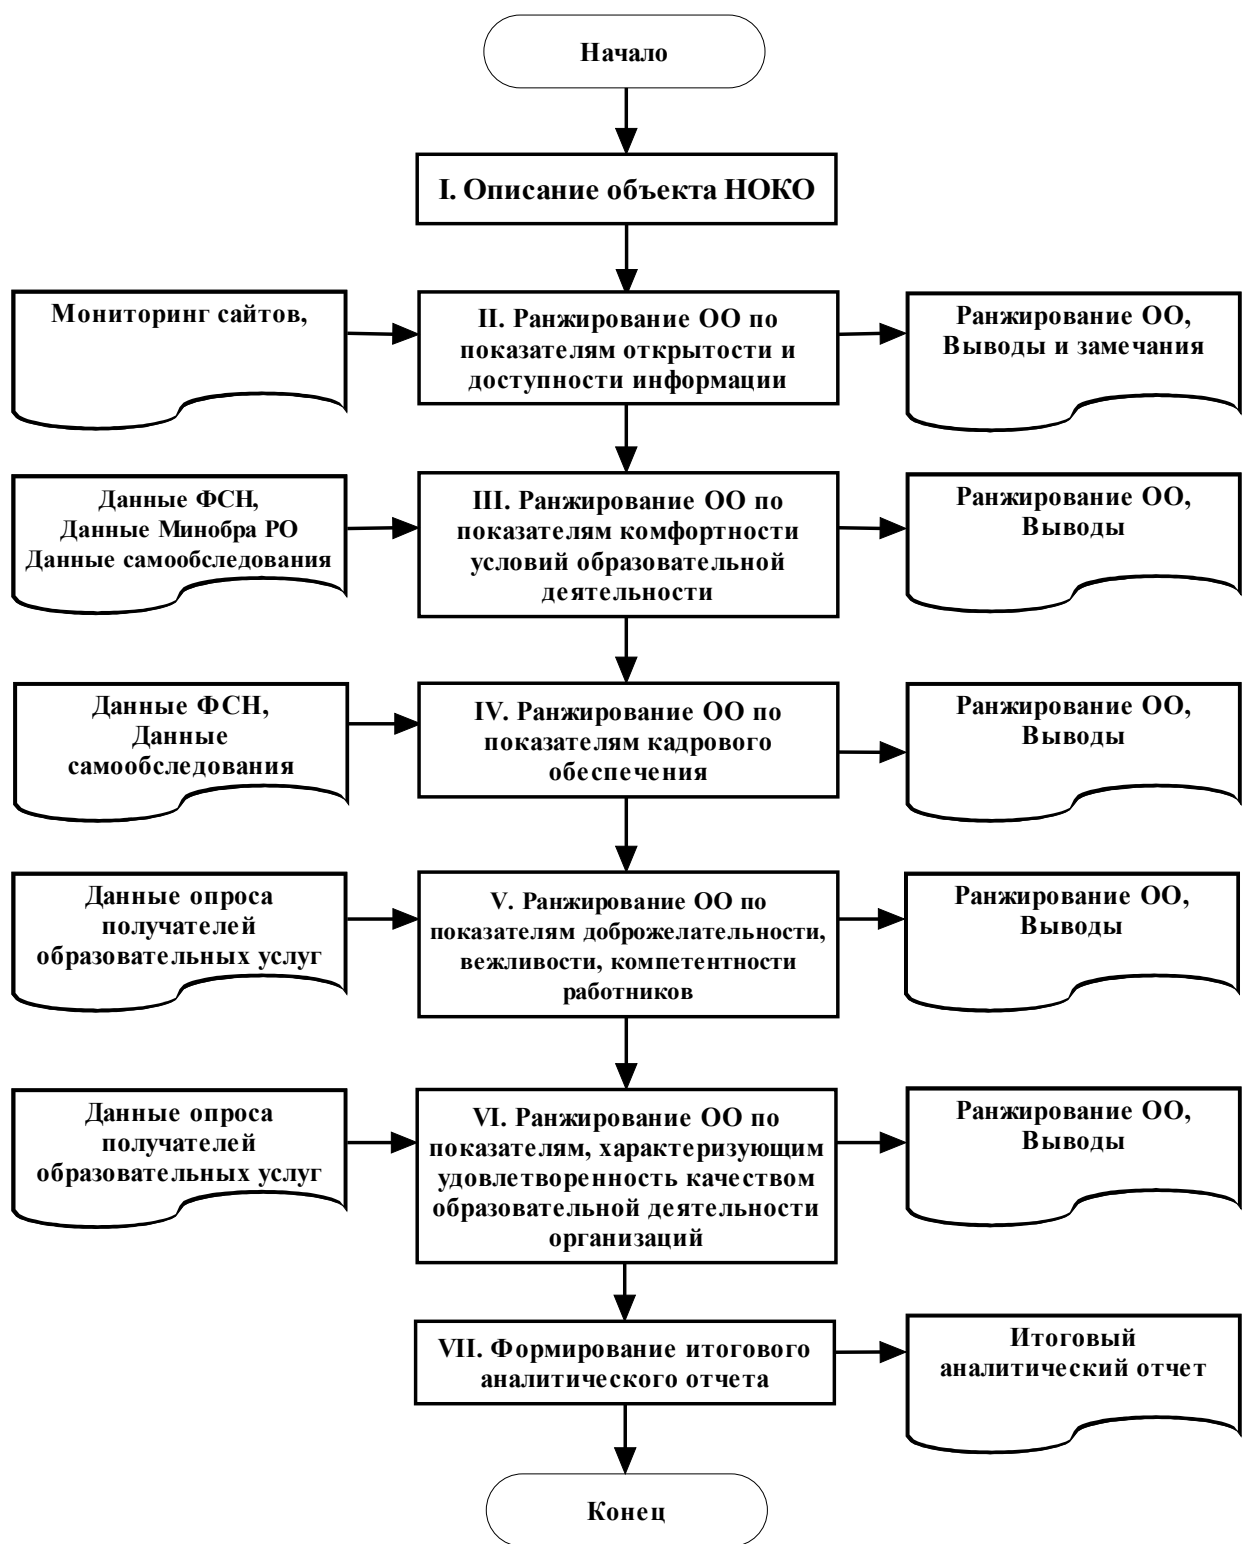 Начало
I. Описание объекта НОКО
Мониторинг сайтов,
II. Ранжирование ОО по
показателям открытости и
доступности информации
Ранжирование ОО,
Выводы и замечания
Данные ФСН,
Данные Минобра РО
Данные самообследования
III. Ранжирование ОО по
показателям комфортности
условий образовательной
деятельности
Ранжирование ОО,
Выводы
Данные ФСН,
Данные
самообследования
IV. Ранжирование ОО по
показателям кадрового
обеспечения
Ранжирование ОО,
Выводы
Данные опроса
получателей
образовательных услуг
V. Ранжирование ОО по
показателям доброжелательности,
вежливости, компетентности
работников
Ранжирование ОО,
Выводы
Данные опроса
получателей
образовательных услуг
VI. Ранжирование ОО по
показателям, характеризующим
удовлетворенность качеством
образовательной деятельности
организаций
Ранжирование ОО,
Выводы
VII. Формирование итогового
аналитического отчета
Итоговый
аналитический отчет
Конец